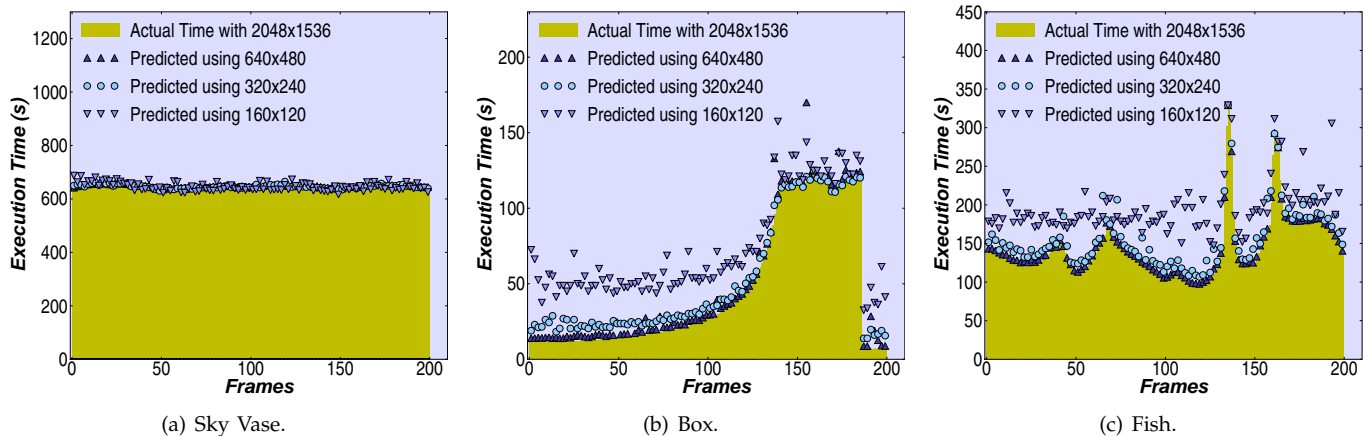 1200
1000
800
600
400
200
0
Execution Time (s)
Actual Time with 2048x1536
Predicted using 640x480
Predicted using 320x240
Predicted using 160x120
0 50 100 150 200
Frames
(a) Sky Vase.
200
150
100
50
0
Execution Time (s)
Actual Time with 2048x1536
Predicted using 640x480
Predicted using 320x240
Predicted using 160x120
0 50 100 150 200
Frames
(b) Box.
450
400
350
300
250
200
150
100
50
0
Execution Time (s)
Actual Time with 2048x1536
Predicted using 640x480
Predicted using 320x240
Predicted using 160x120
0 50 100 150 200
Frames
(c) Fish.